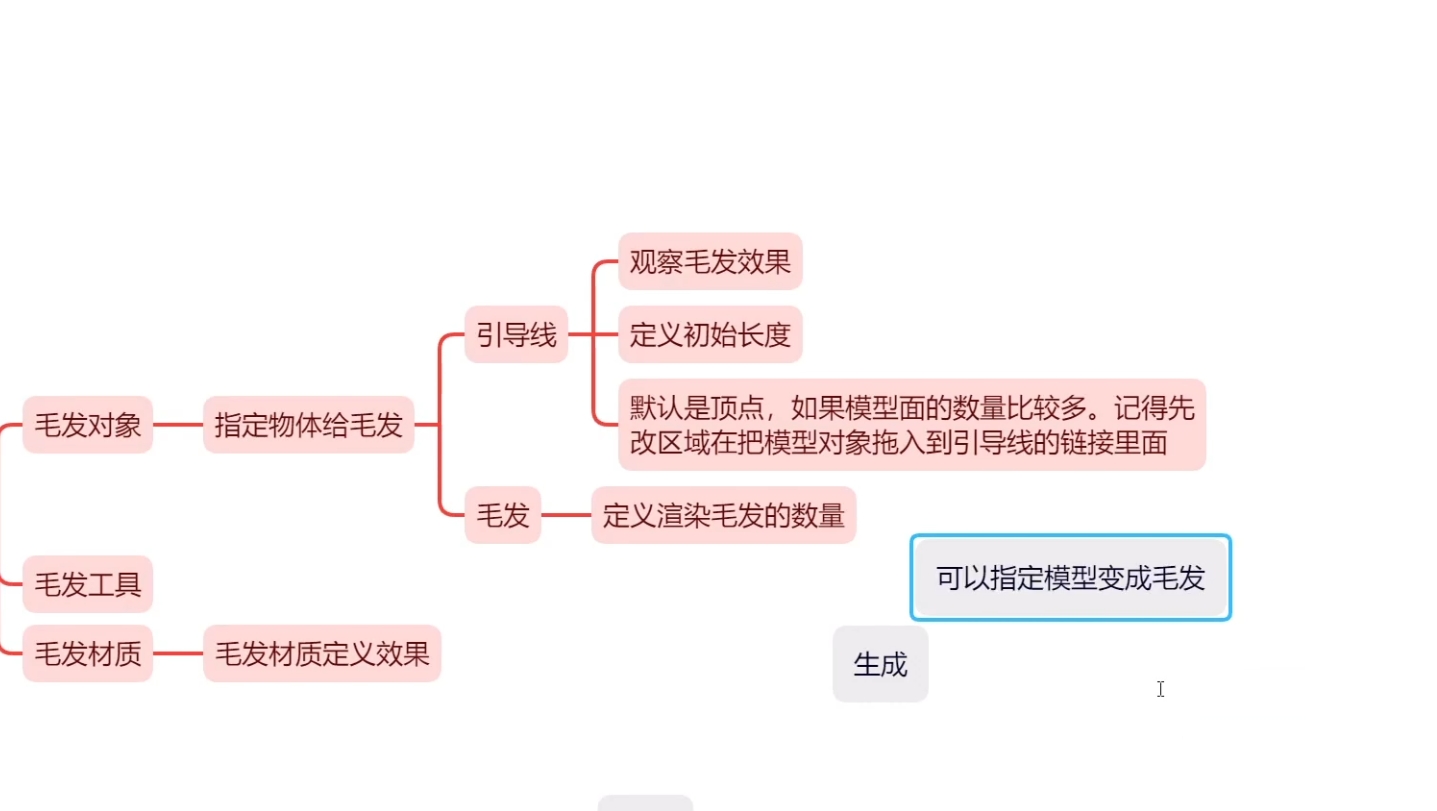 观察毛发效果
引导线
定义初始长度
毛发对象
指定物体给毛发
默认是顶点，如果模型面的数量比较多。记得先
改区域在把模型对象拖入到引导线的链接里面
毛发
定义渲染毛发的数量
毛发工具
可以指定模型变成毛发
毛发材质
毛发材质定义效果
生成